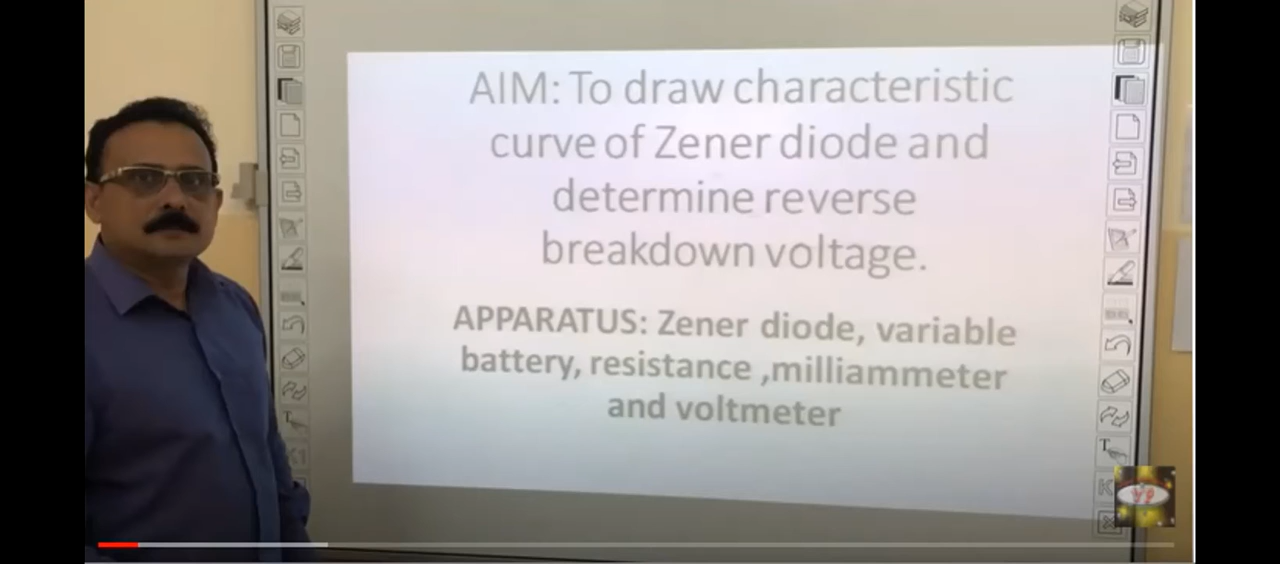 AIM: To draw characteristic
curve of Zener diode and
determine reverse
breakdown voltage.
APPARATUS: Zener diode, variable
battery, resistance ,milliammeter
and voltmeter